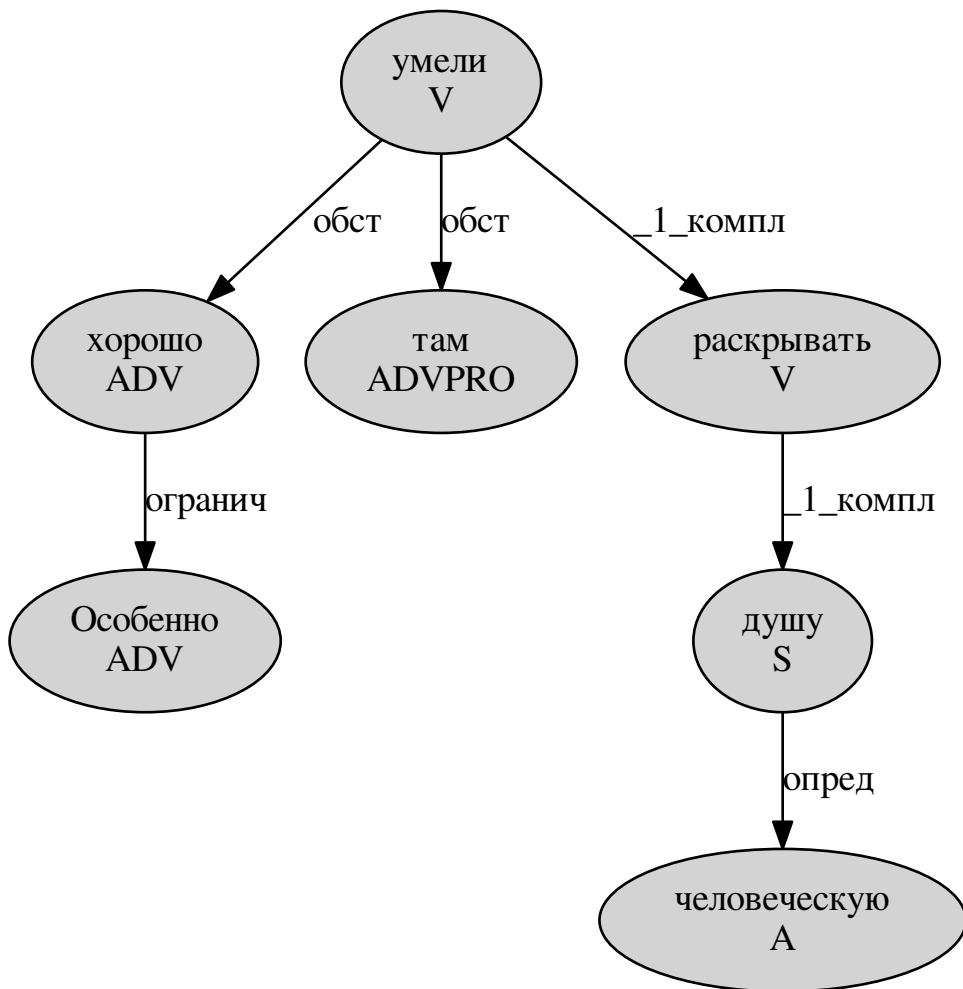 умели
V
обст
обст
_1_компл
хорошо
ADV
там
ADVPRO
раскрывать
V
огранич
_1_компл
Особенно
ADV
душу
S
опред
человеческую
A